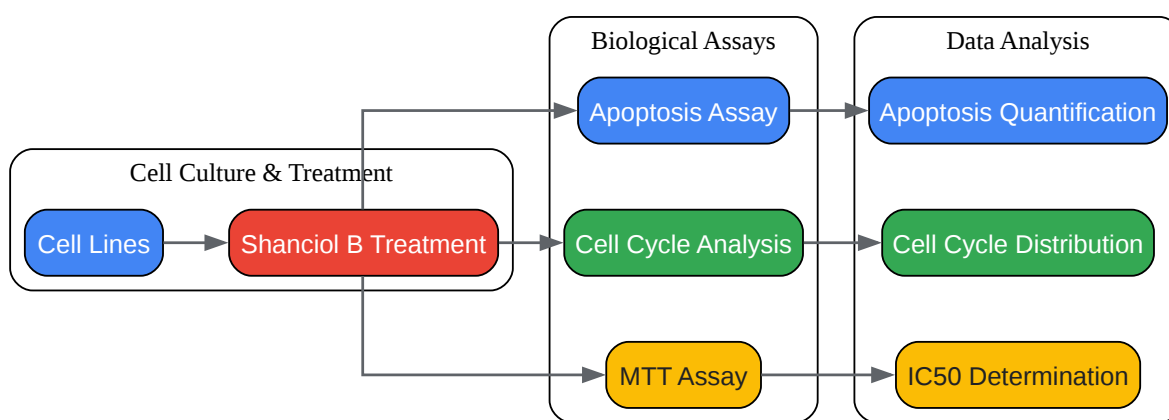 Biological Assays
Data Analysis
Apoptosis Assay
Apoptosis Quantification
Cell Culture & Treatment
Cell Lines
Shanciol B Treatment
Cell Cycle Analysis
Cell Cycle Distribution
MTT Assay
IC50 Determination